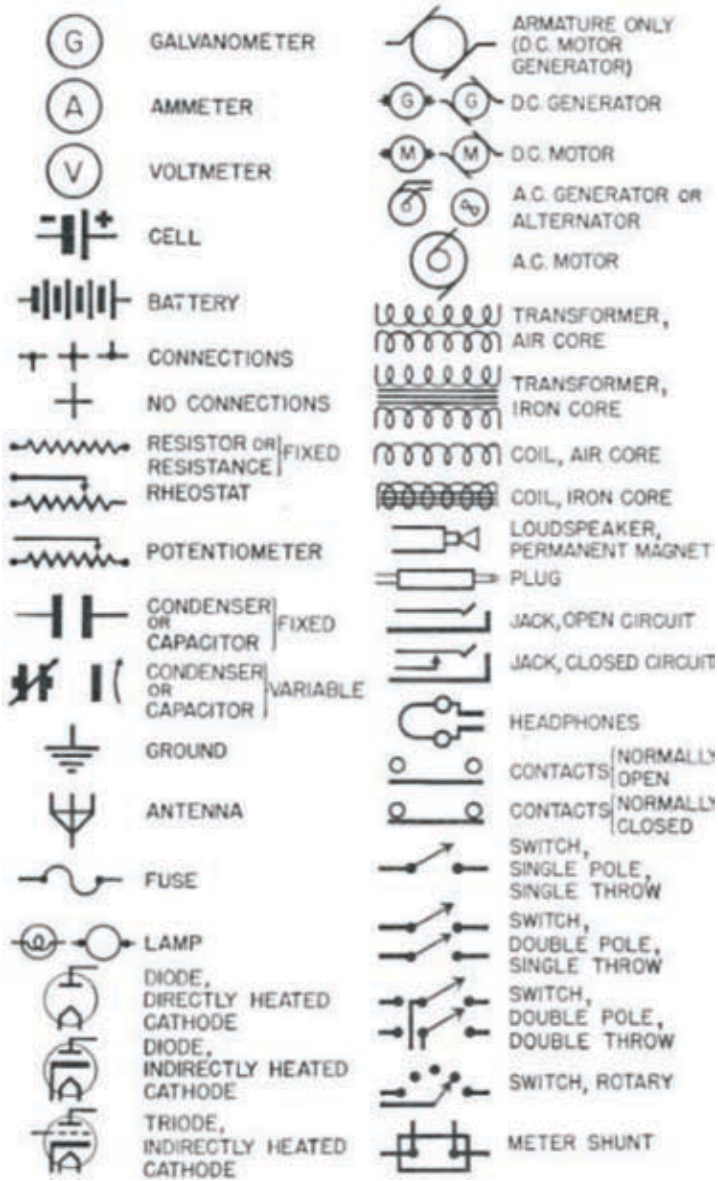 G GALVANOMETER
A AMMETER
V VOLTMETER
- + CELL
BATTERY
CONNECTIONS
NO CONNECTIONS
RESISTOR OR
RESISTANCE FIXED
RHEOSTAT
POTENTIOMETER
CONDENSER
OR
CAPACITOR FIXED
CONDENSER
OR
CAPACITOR VARIABLE
GROUND
ANTENNA
FUSE
LAMP
DIODE,
DIRECTLY HEATED
CATHODE
DIODE,
INDIRECTLY HEATED
CATHODE
TRIODE,
INDIRECTLY HEATED
CATHODE
ARMATURE ONLY
(D.C. MOTOR
GENERATOR)
G G D.C. GENERATOR
M M D.C. MOTOR
A.C. GENERATOR OR
ALTERNATOR
A.C. MOTOR
TRANSFORMER,
AIR CORE
TRANSFORMER,
IRON CORE
COIL, AIR CORE
COIL, IRON CORE
LOUDSPEAKER,
PERMANENT MAGNET
PLUG
JACK, OPEN CIRCUIT
JACK, CLOSED CIRCUIT
HEADPHONES
CONTACTS NORMALLY
OPEN
CONTACTS NORMALLY
CLOSED
SWITCH,
SINGLE POLE,
SINGLE THROW
SWITCH,
DOUBLE POLE,
SINGLE THROW
SWITCH,
DOUBLE POLE,
DOUBLE THROW
SWITCH, ROTARY
METER SHUNT